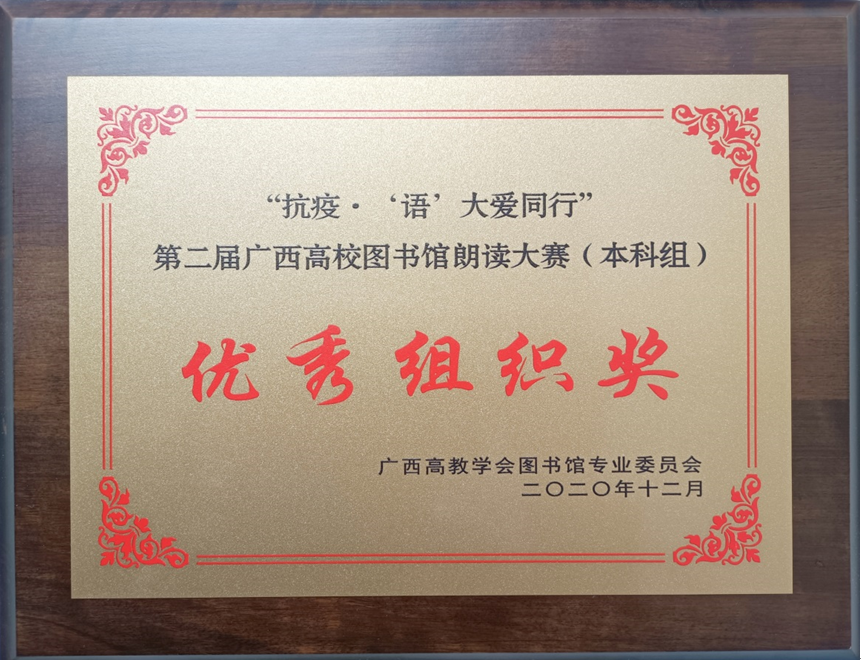 “抗疫·‘语’大爱同行”
第二届广西高校图书馆朗读大赛（本科组）
优秀组织奖
广西高教学会图书馆专业委员会
二〇二〇年十二月